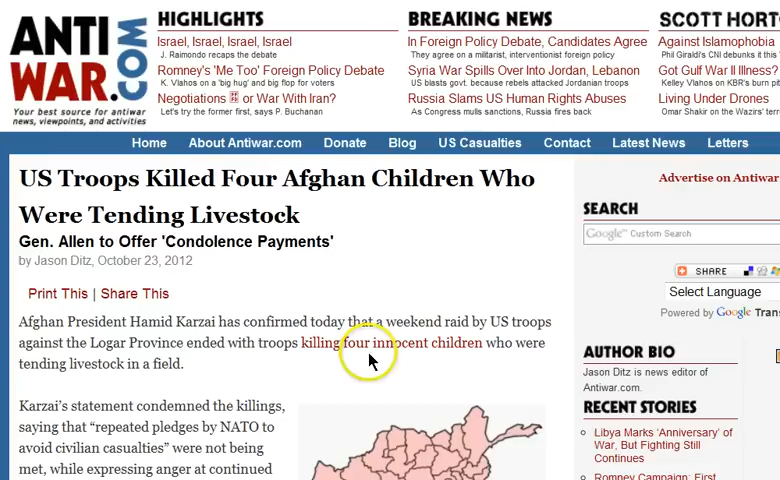 ANTI
WAR.COM
Your best source for antiwar
news, viewpoints, and activities
HIGHLIGHTS
Israel, Israel, Israel, Israel
J. Raimondo recaps the debate
Romney's 'Me Too' Foreign Policy Debate
K. Vlahos on a 'big hug' and big flop for voters
Negotiations or War With Iran?
Let's try the former first, says P. Buchanan
BREAKING NEWS
In Foreign Policy Debate, Candidates Agree
They agree on a militarist, interventionist foreign policy
Syria War Spills Over Into Jordan, Lebanon
US blasts govt. because rebels attacked Jordanian troops
Russia Slams US Human Rights Abuses
As Congress mulls sanctions, Russia fires back
SCOTT HORT
Against Islamophobia
Phil Giraldi's CNI debunks it this
Got Gulf War II Illness?
Kelley Vlahos on KBR's burn pit
Living Under Drones
Omar Shakir on the Wazirs' terr
Home About Antiwar.com Donate Blog US Casualties Contact Latest News Letters
US Troops Killed Four Afghan Children Who
Were Tending Livestock
Gen. Allen to Offer 'Condolence Payments'
by Jason Ditz, October 23, 2012
Print This | Share This
Afghan President Hamid Karzai has confirmed today that a weekend raid by US troops
against the Logar Province ended with troops killing four innocent children who were
tending livestock in a field.
Karzai's statement condemned the killings,
saying that "repeated pledges by NATO to
avoid civilian casualties" were not being
met, while expressing anger at continued
Advertise on Antiwar
SEARCH
Google™ Custom Search
SHARE
Select Language
Powered by Google Trans
AUTHOR BIO
Jason Ditz is news editor of
Antiwar.com.
RECENT STORIES
Libya Marks 'Anniversary' of
War, But Fighting Still
Continues
Romney Campaign: First